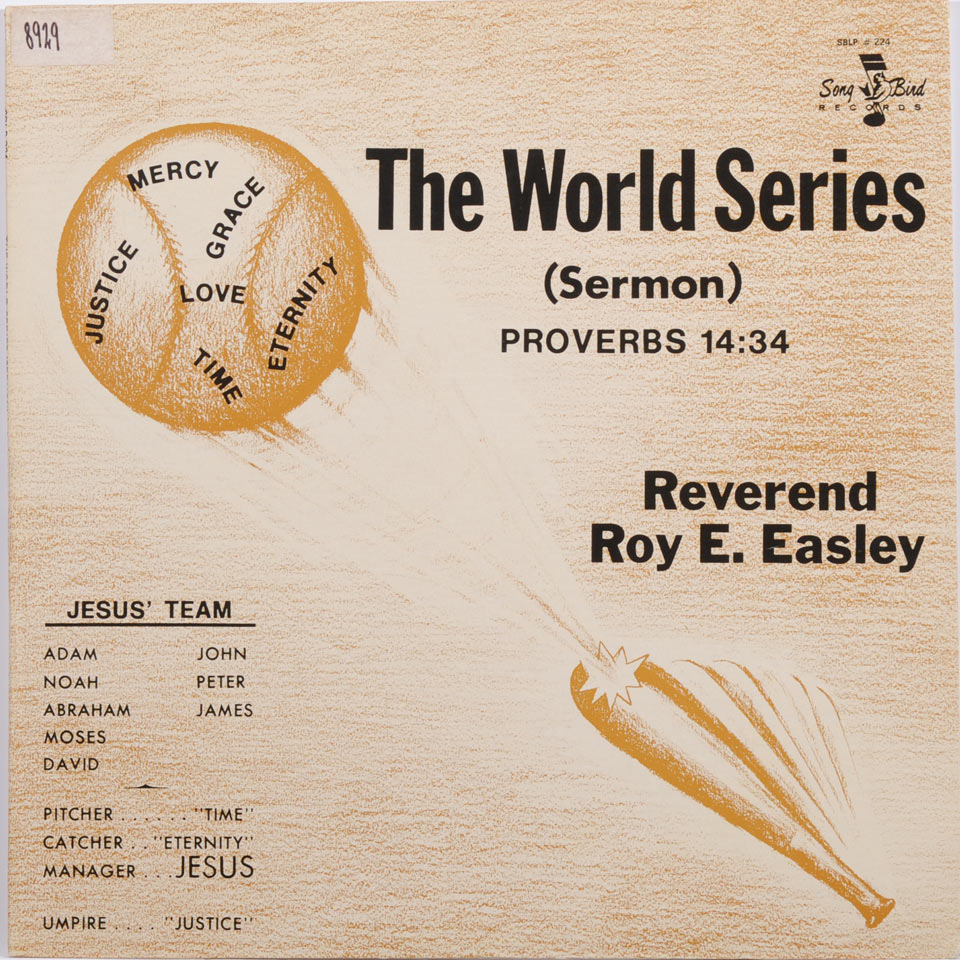 8929
SBLP # 224
Song Bird
RECORDS
The World Series
(Sermon)
PROVERBS 14:34
MERCY
GRACE
JUSTICE
LOVE
ETERNITY
TIME
Reverend
Roy E. Easley
JESUS' TEAM
ADAM JOHN
NOAH PETER
ABRAHAM JAMES
MOSES
DAVID
PITCHER . . . . . . "TIME"
CATCHER . . "ETERNITY"
MANAGER . . . JESUS
UMPIRE . . . . "JUSTICE"